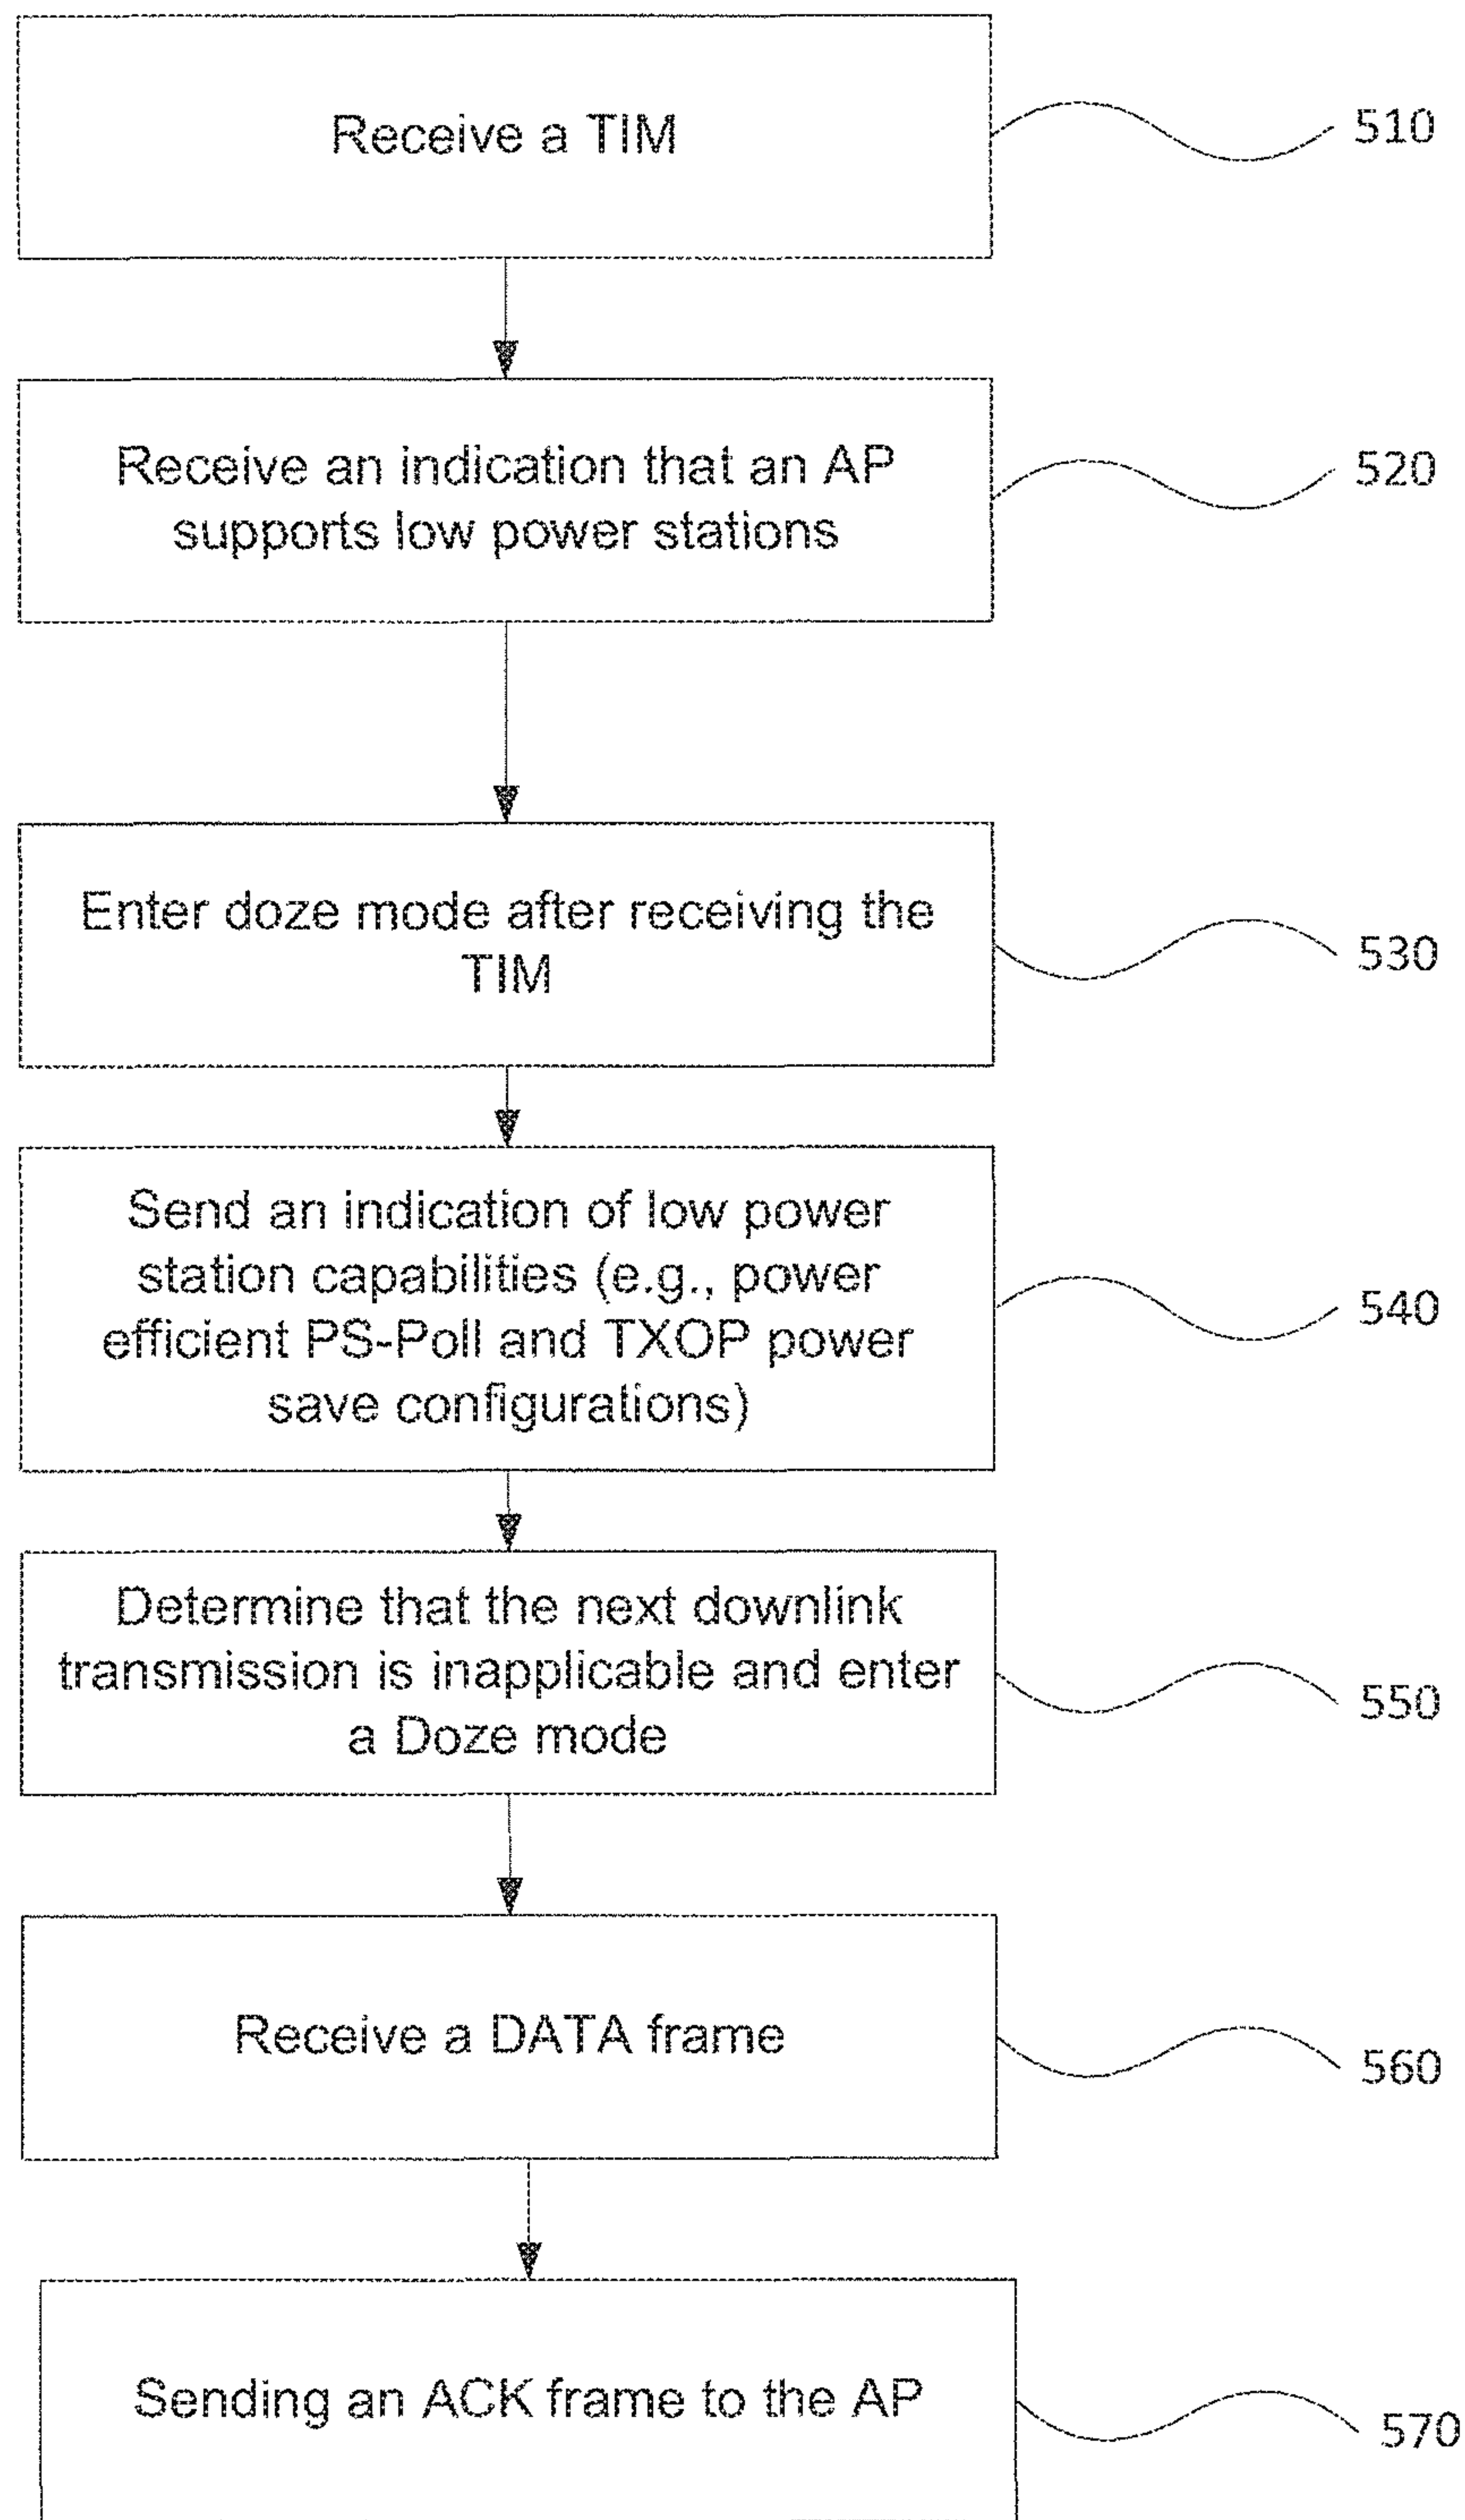 Receive a TIM
510
Receive an indication that an AP
supports low power stations
520
Enter doze mode after receiving the
TIM
530
Send an indication of low power
station capabilities (e.g., power
efficient PS-Poll and TXOP power
save configurations)
540
Determine that the next downlink
transmission is inapplicable and enter
a Doze mode
550
Receive a DATA frame
560
Sending an ACK frame to the AP
570